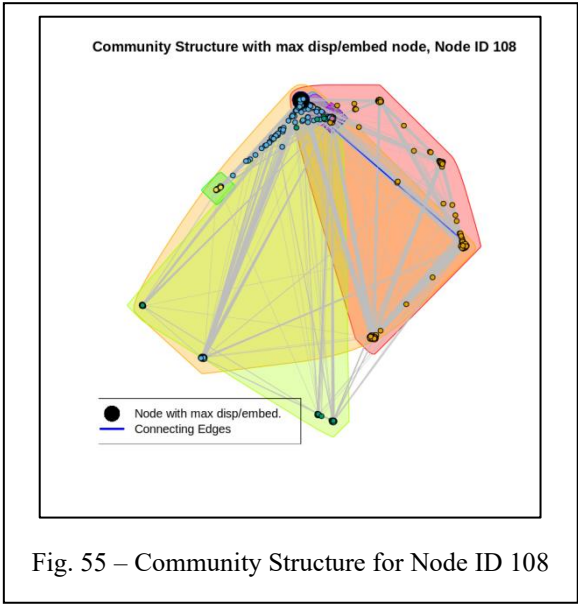 Community Structure with max disp/embed node, Node ID 108
Node with max disp/embed.
Connecting Edges
Fig. 55 – Community Structure for Node ID 108